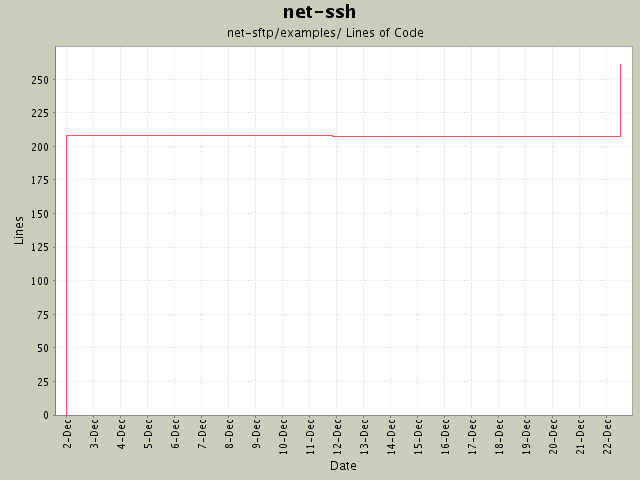 net-ssh
net-sftp/examples/ Lines of Code
Lines
250
225
200
175
150
125
100
75
50
25
0
2-Dec
3-Dec
4-Dec
5-Dec
6-Dec
7-Dec
8-Dec
9-Dec
10-Dec
11-Dec
12-Dec
13-Dec
14-Dec
15-Dec
16-Dec
17-Dec
18-Dec
19-Dec
20-Dec
21-Dec
22-Dec
Date